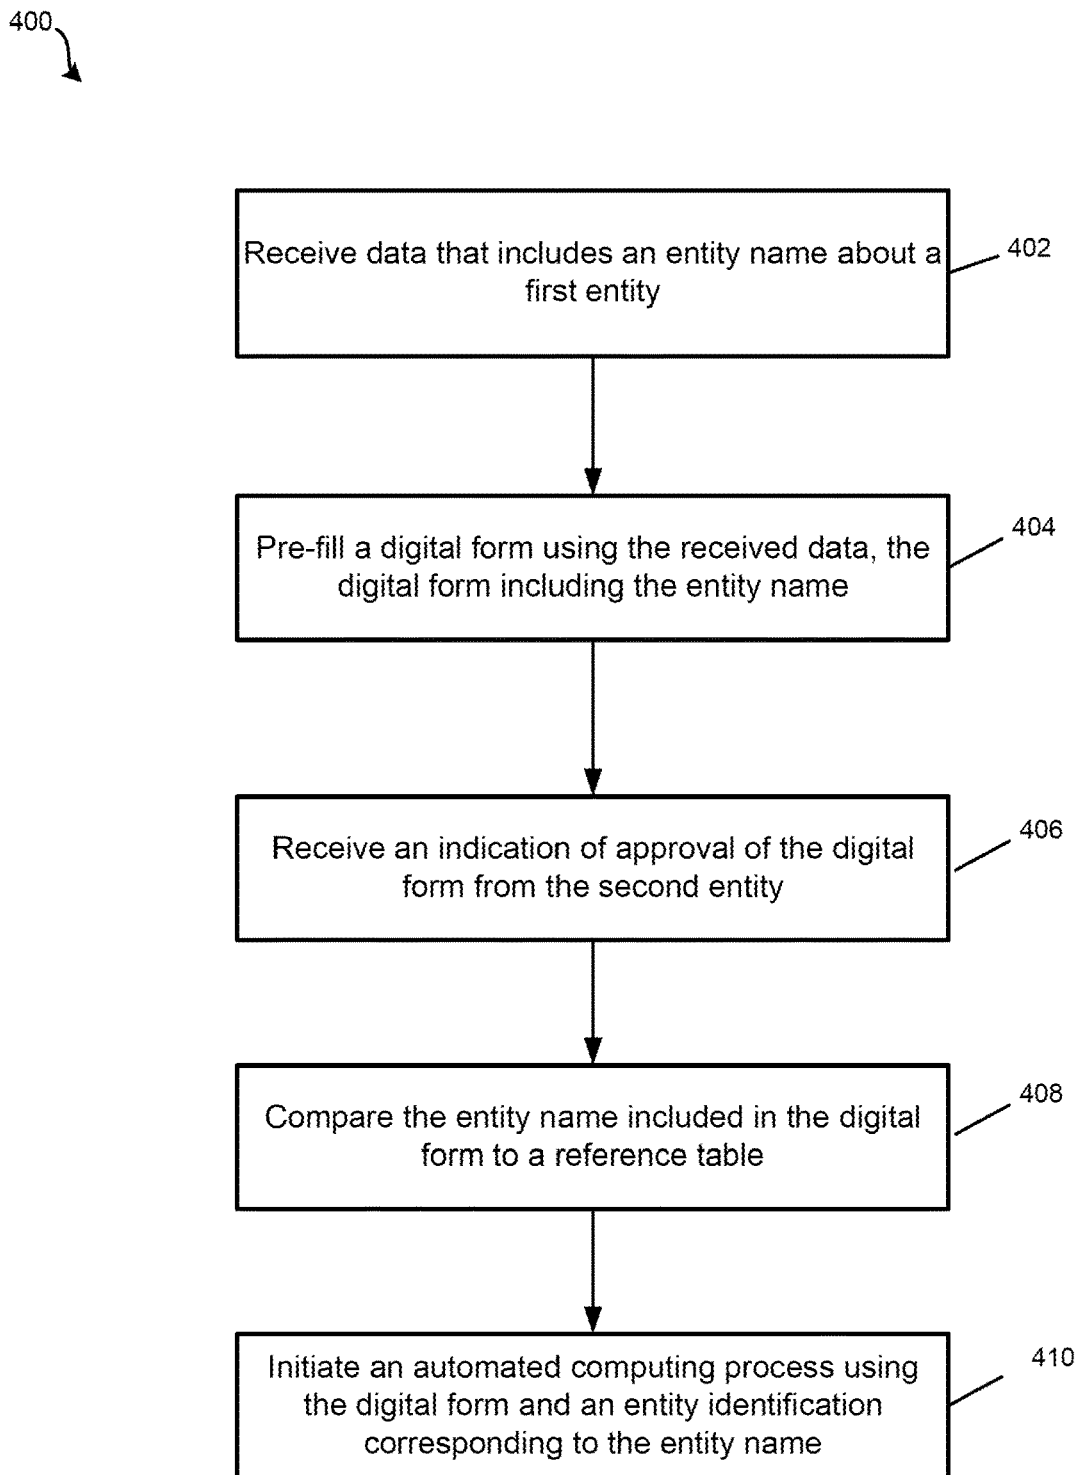 400
Receive data that includes an entity name about a
first entity
402
Pre-fill a digital form using the received data, the
digital form including the entity name
404
Receive an indication of approval of the digital
form from the second entity
406
Compare the entity name included in the digital
form to a reference table
408
Initiate an automated computing process using
the digital form and an entity identification
corresponding to the entity name
410